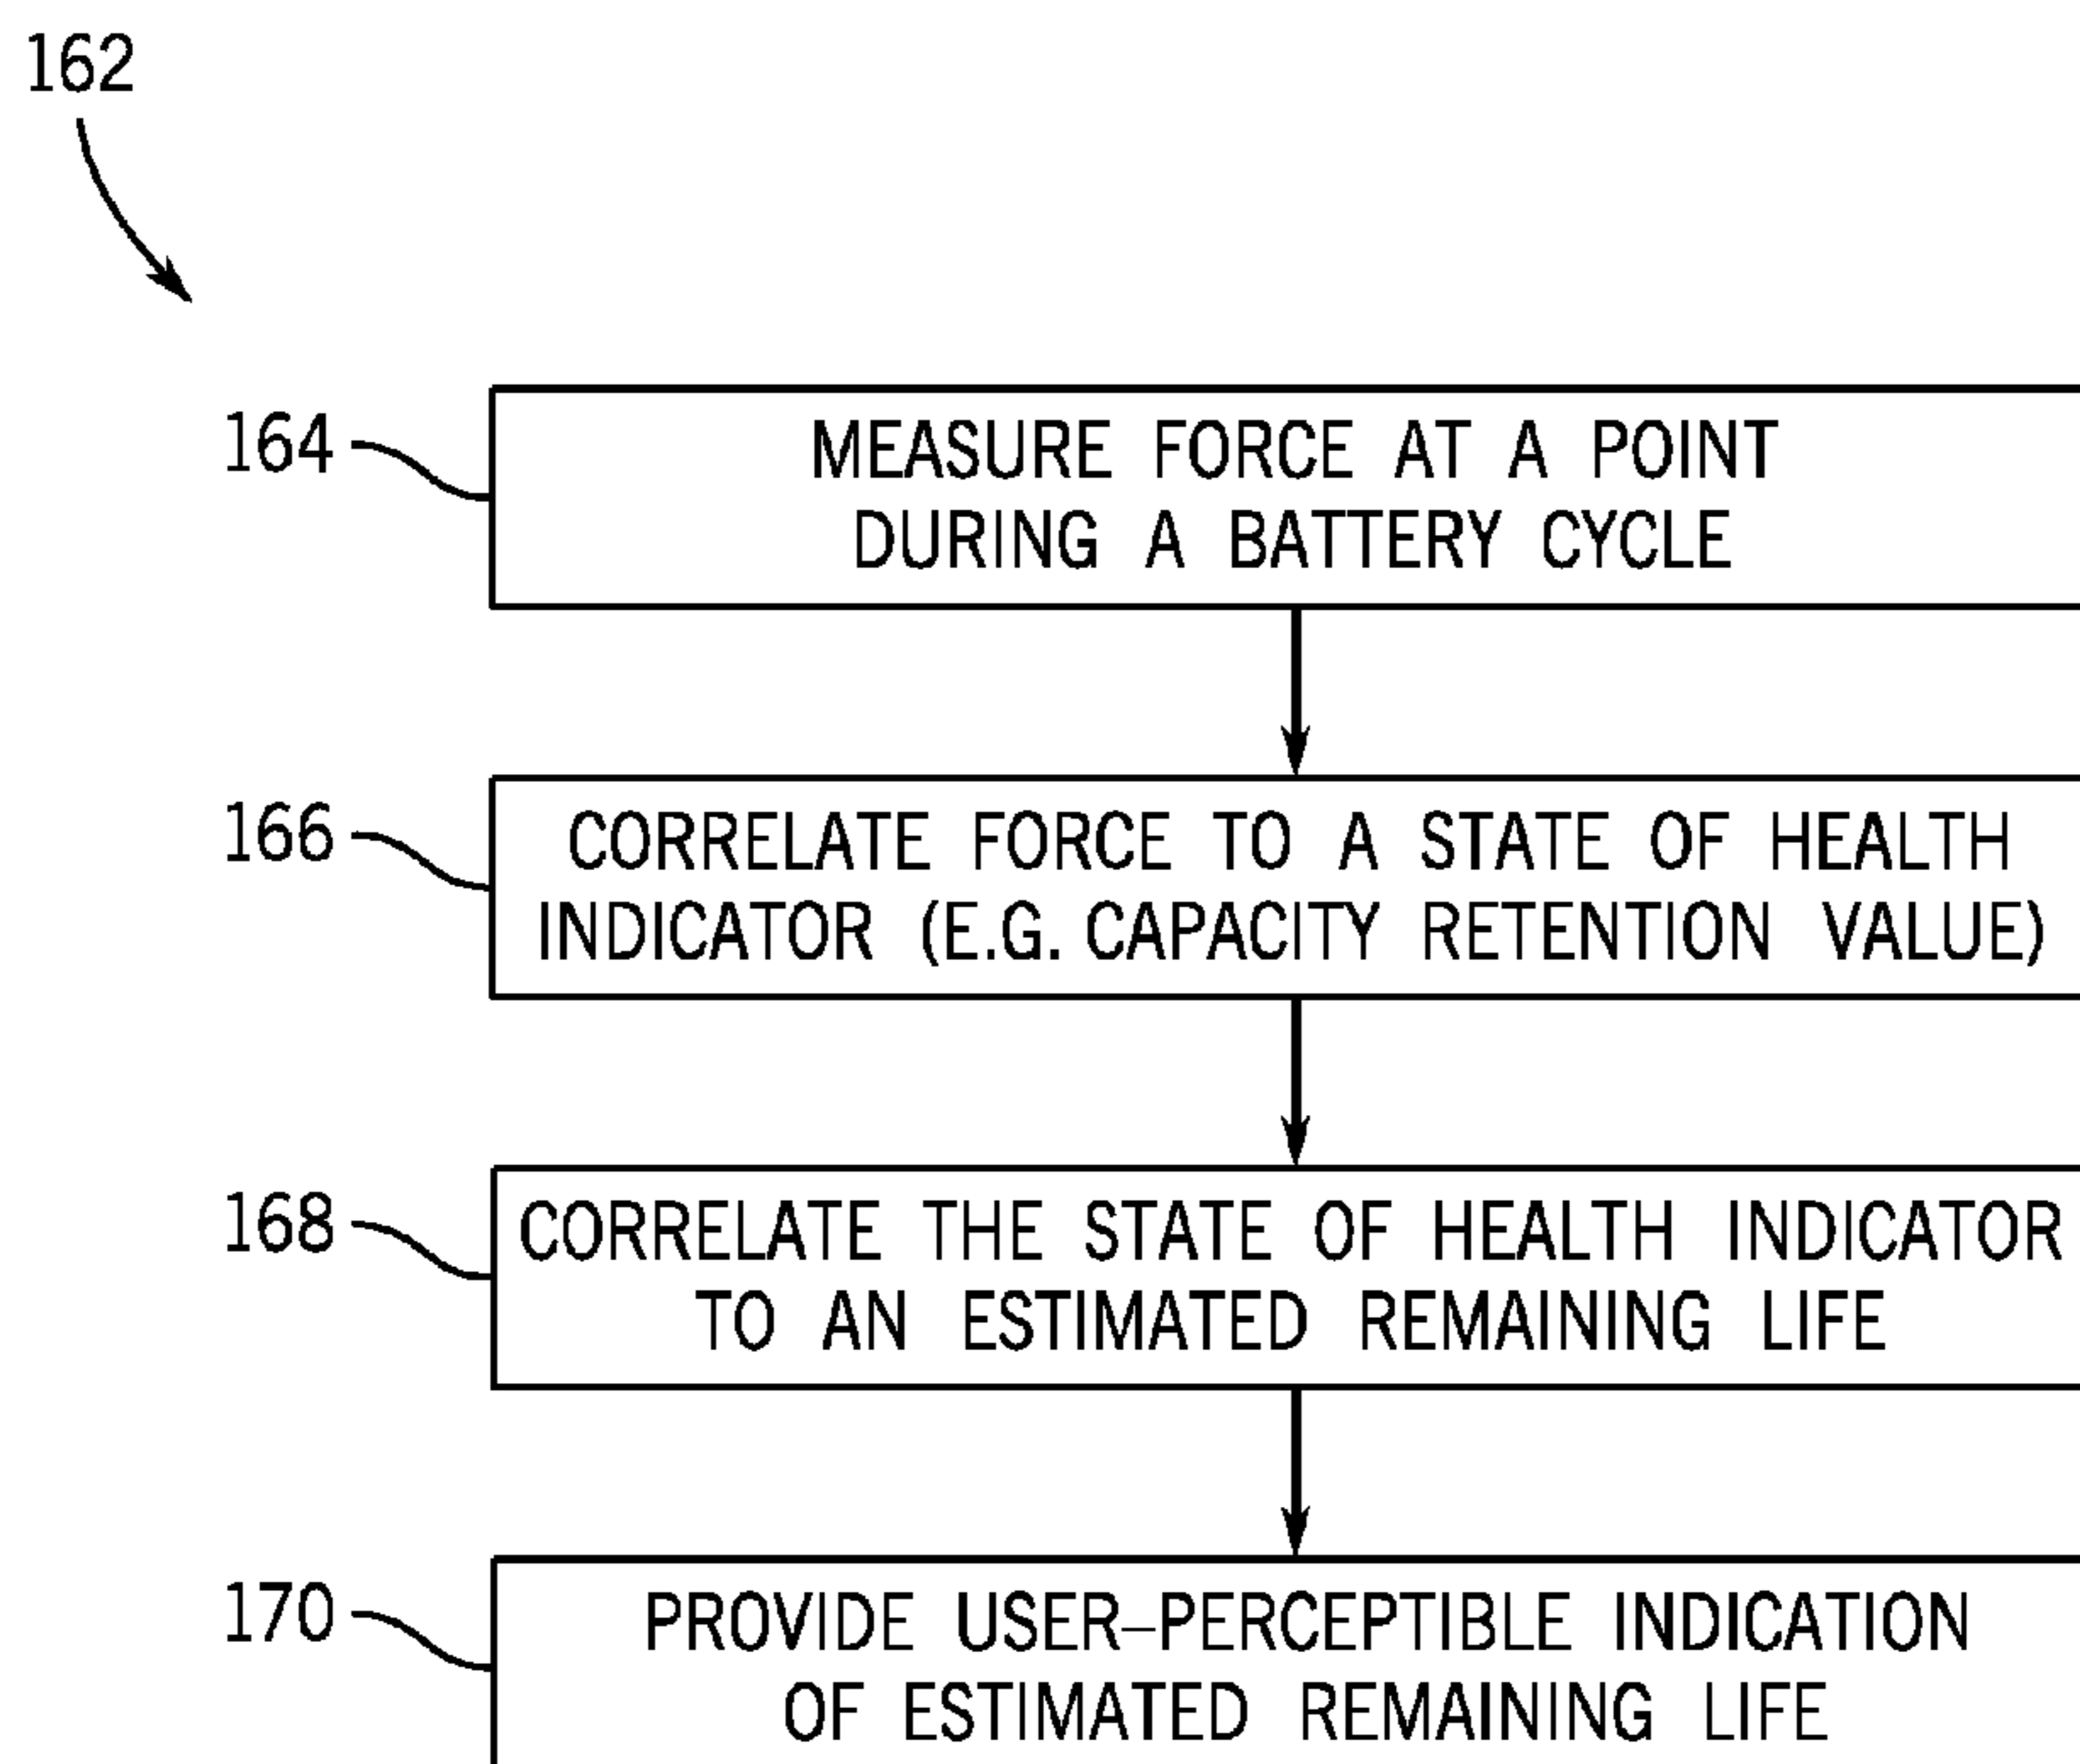 162
164
MEASURE FORCE AT A POINT
DURING A BATTERY CYCLE
166
CORRELATE FORCE TO A STATE OF HEALTH
INDICATOR (E.G. CAPACITY RETENTION VALUE)
168
CORRELATE THE STATE OF HEALTH INDICATOR
TO AN ESTIMATED REMAINING LIFE
170
PROVIDE USER–PERCEPTIBLE INDICATION
OF ESTIMATED REMAINING LIFE